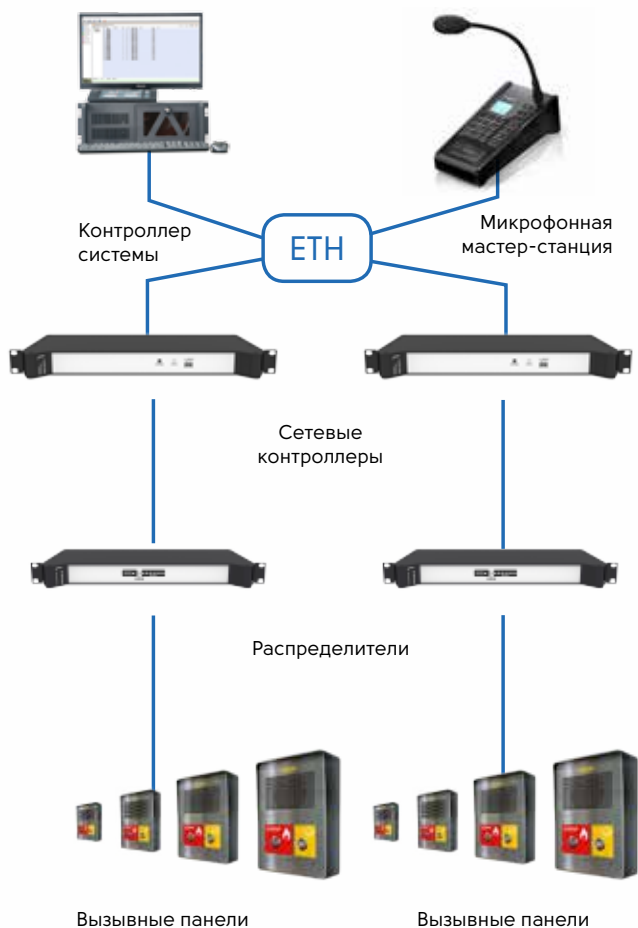 Контроллер
системы
ETH
Микрофонная
мастер-станция
Сетевые
контроллеры
Распределители
Вызывные панели
Вызывные панели